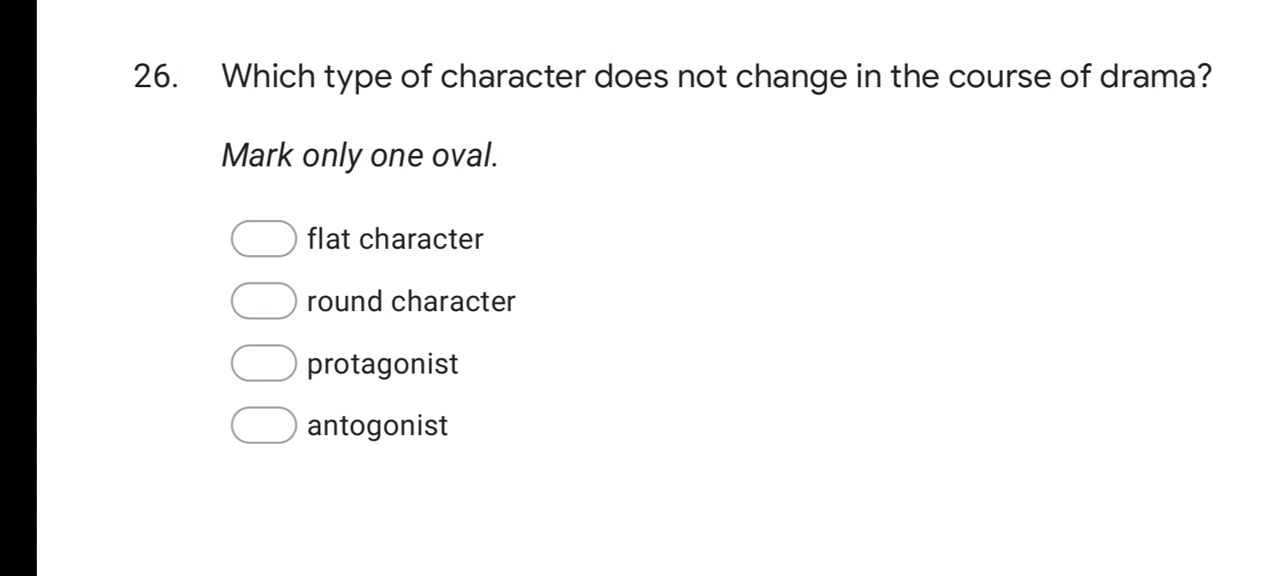 26. Which type of character does not change in the course of drama?
Mark only one oval.
flat character
round character
protagonist
antogonist